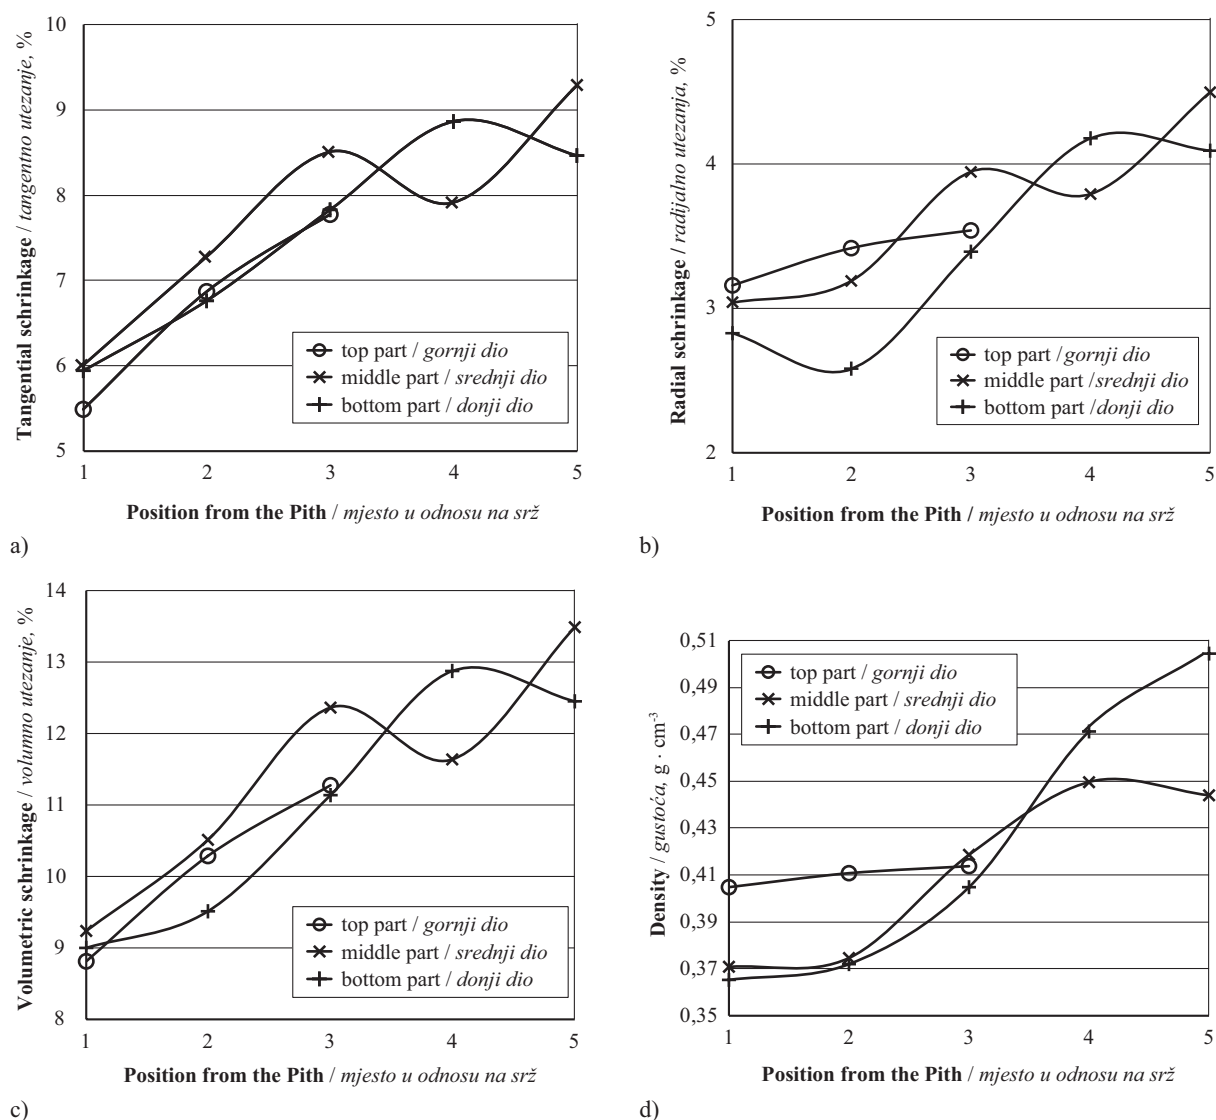 Tangential schrinkage / tangentno utezanje, %
10
9
8
7
6
5
top part / gornji dio
middle part / srednji dio
bottom part / donji dio
1 2 3 4 5
Position from the Pith / mjesto u odnosu na srž
a)
Radial schrinkage / radijalno utezanja, %
5
4
3
2
top part / gornji dio
middle part /srednji dio
bottom part /donji dio
1 2 3 4 5
Position from the Pith / mjesto u odnosu na srž
b)
Volumetric schrinkage / volumno utezanje, %
14
13
12
11
10
9
8
top part / gornji dio
middle part / srednji dio
bottom part / donji dio
1 2 3 4 5
Position from the Pith / mjesto u odnosu na srž
c)
Density / gustoća, g · cm⁻³
0,51
0,49
0,47
0,45
0,43
0,41
0,39
0,37
0,35
top part / gornji dio
middle part / srednji dio
bottom part / donji dio
1 2 3 4 5
Position from the Pith / mjesto u odnosu na srž
d)